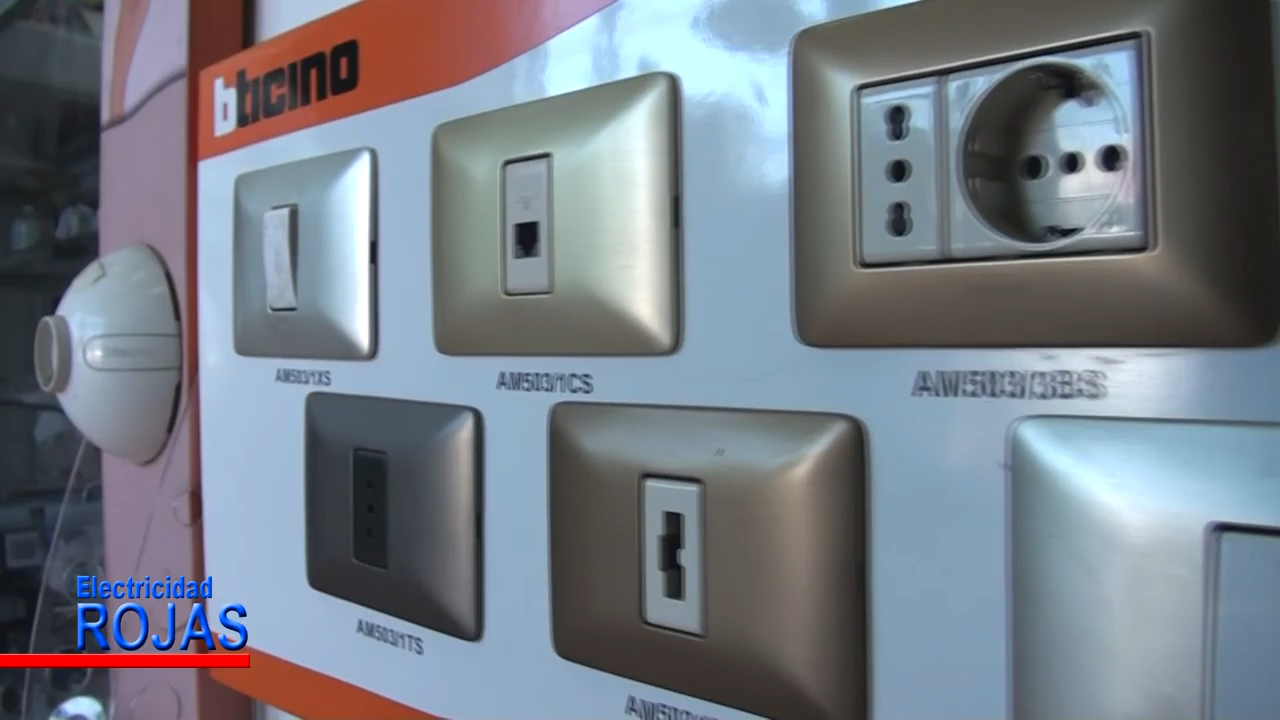 bticino
AM503/1XS
AM503/1CS
AM503/3BS
AM503/1TS
Electricidad
ROJAS